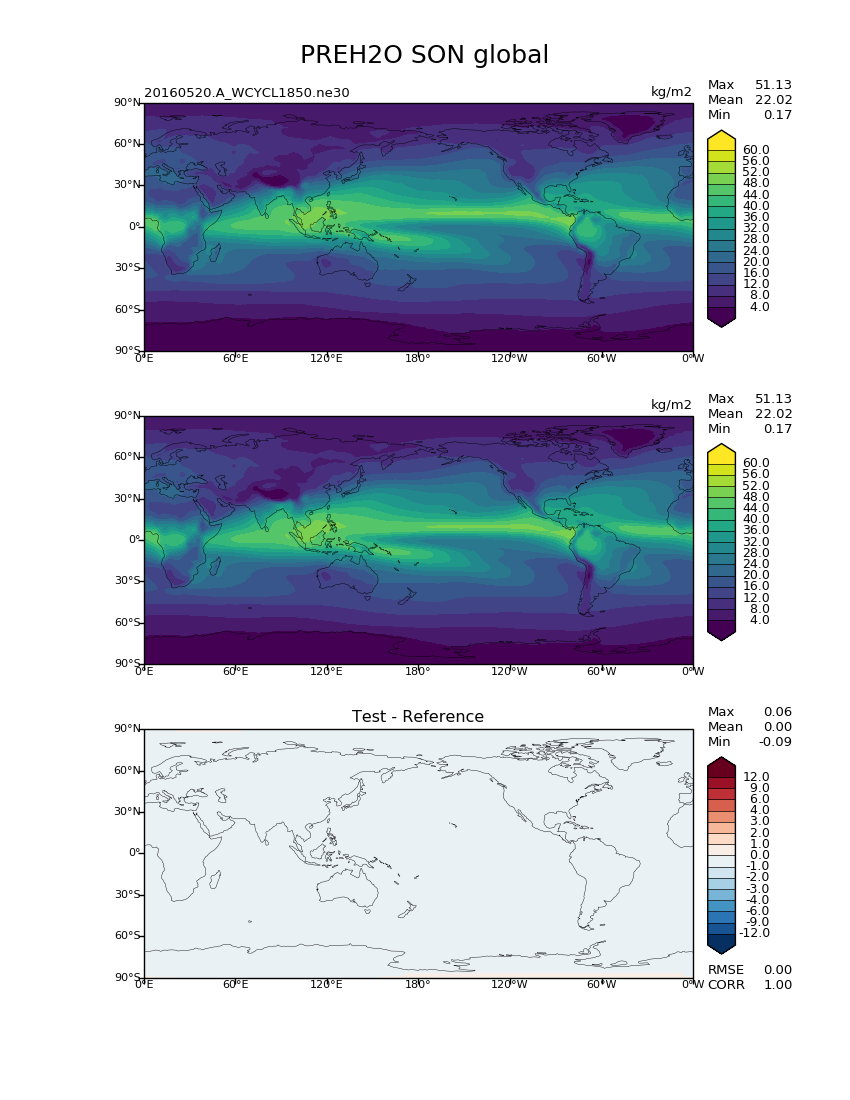 PREH2O SON global
20160520.A_WCYCL1850.ne30
kg/m2
Max 51.13
Mean 22.02
Min 0.17
90°N
60°N
30°N
0°
30°S
60°S
90°S
0°E 60°E 120°E 180° 120°W 60°W 0°W
60.0
56.0
52.0
48.0
44.0
40.0
36.0
32.0
28.0
24.0
20.0
16.0
12.0
8.0
4.0
kg/m2
Max 51.13
Mean 22.02
Min 0.17
90°N
60°N
30°N
0°
30°S
60°S
90°S
0°E 60°E 120°E 180° 120°W 60°W 0°W
60.0
56.0
52.0
48.0
44.0
40.0
36.0
32.0
28.0
24.0
20.0
16.0
12.0
8.0
4.0
Test - Reference
Max 0.06
Mean 0.00
Min -0.09
90°N
60°N
30°N
0°
30°S
60°S
90°S
0°E 60°E 120°E 180° 120°W 60°W 0°W
12.0
9.0
6.0
4.0
3.0
2.0
1.0
0.0
-1.0
-2.0
-3.0
-4.0
-6.0
-9.0
-12.0
RMSE 0.00
CORR 1.00